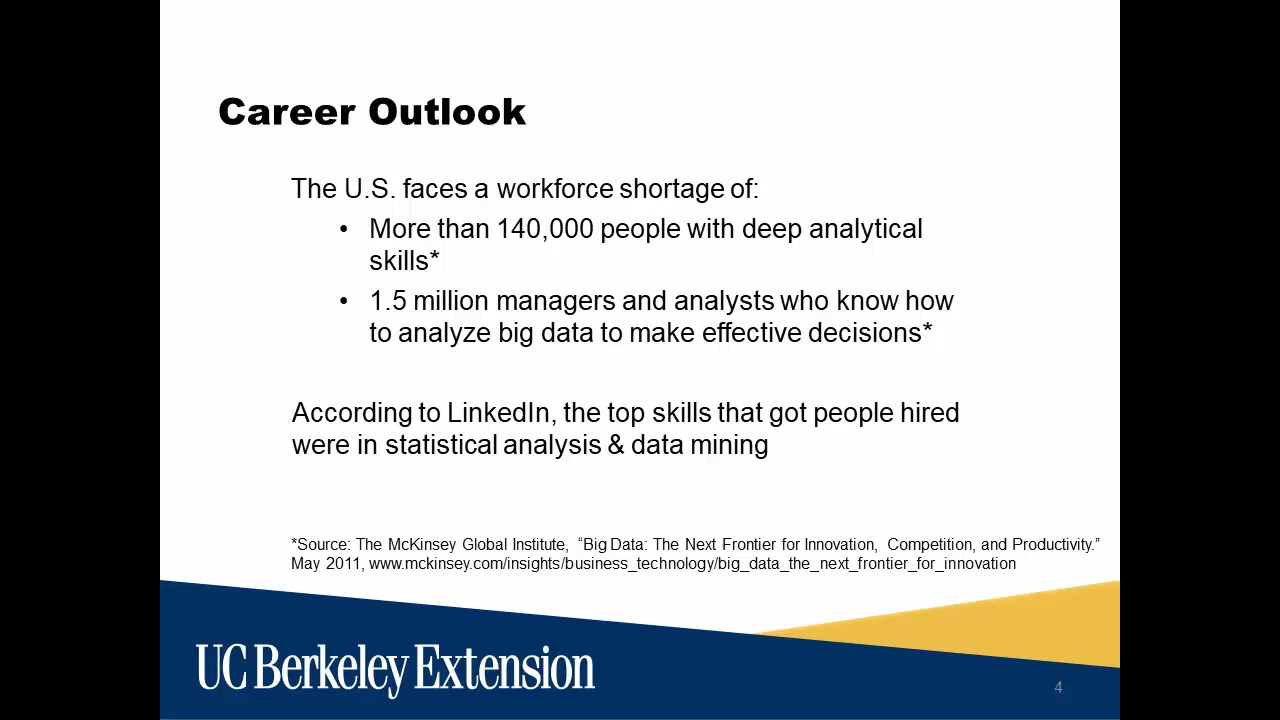 Career Outlook
The U.S. faces a workforce shortage of:
• More than 140,000 people with deep analytical
skills*
• 1.5 million managers and analysts who know how
to analyze big data to make effective decisions*
According to LinkedIn, the top skills that got people hired
were in statistical analysis & data mining
*Source: The McKinsey Global Institute, “Big Data: The Next Frontier for Innovation, Competition, and Productivity.”
May 2011, www.mckinsey.com/insights/business_technology/big_data_the_next_frontier_for_innovation
UC Berkeley Extension
4